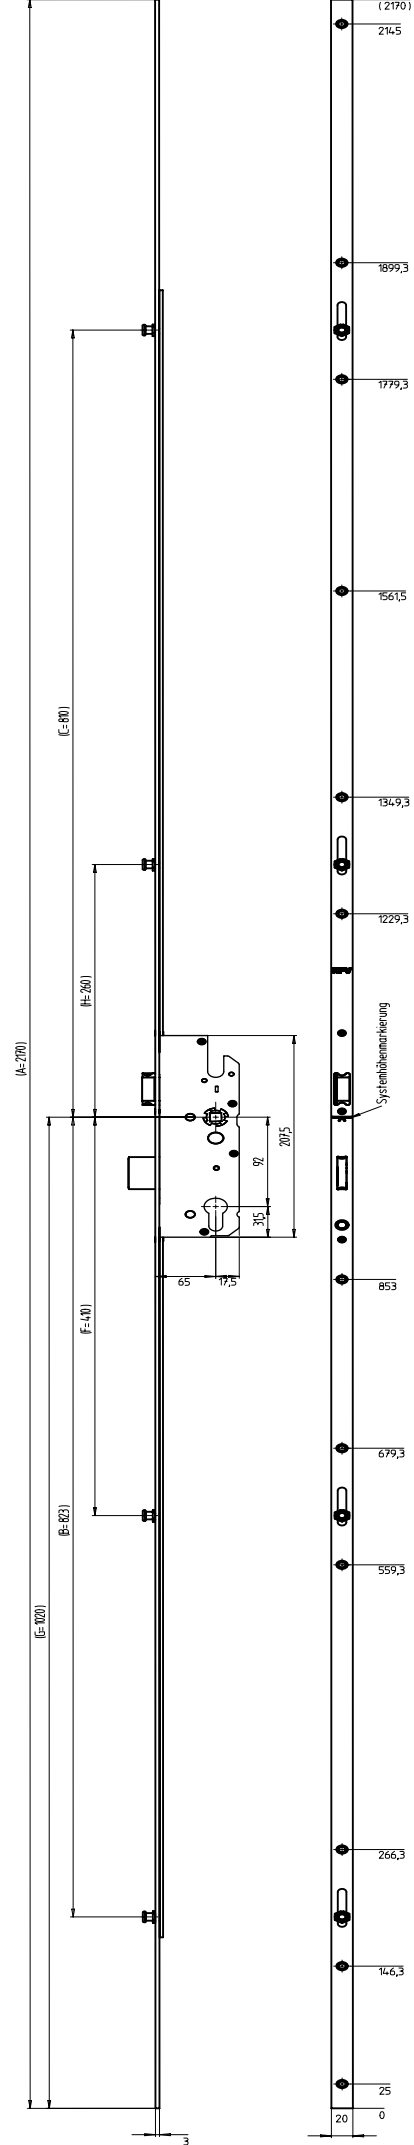 ( 2170 )
2145
1899,3
1779,3
1561,5
(C=810)
1349,3
1229,3
(H=260)
(A=2170)
Systemhöhenmarkierung
207,5
92
31,5
65
17,5
853
(F=410)
679,3
(B=823)
559,3
(G=1020)
266,3
146,3
25
0
20
3